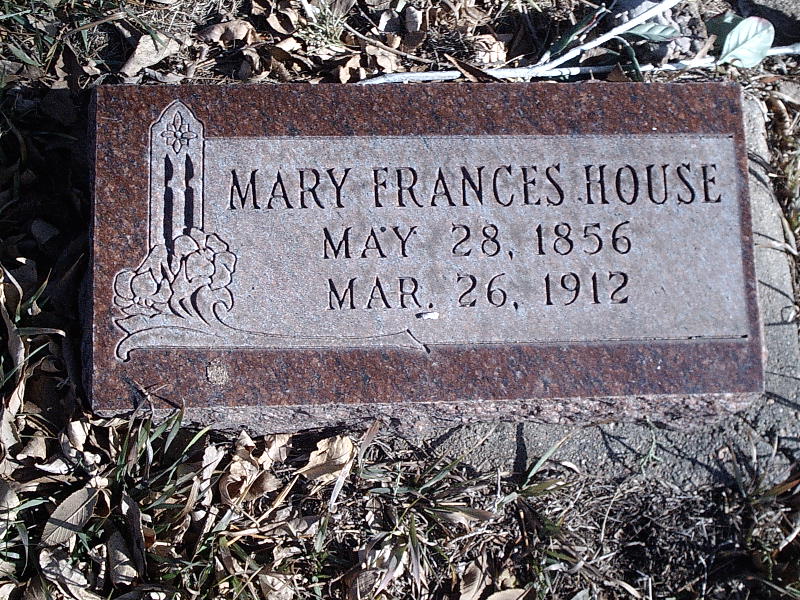 MARY FRANCES HOUSE
MAY 28, 1856
MAR. 26, 1912